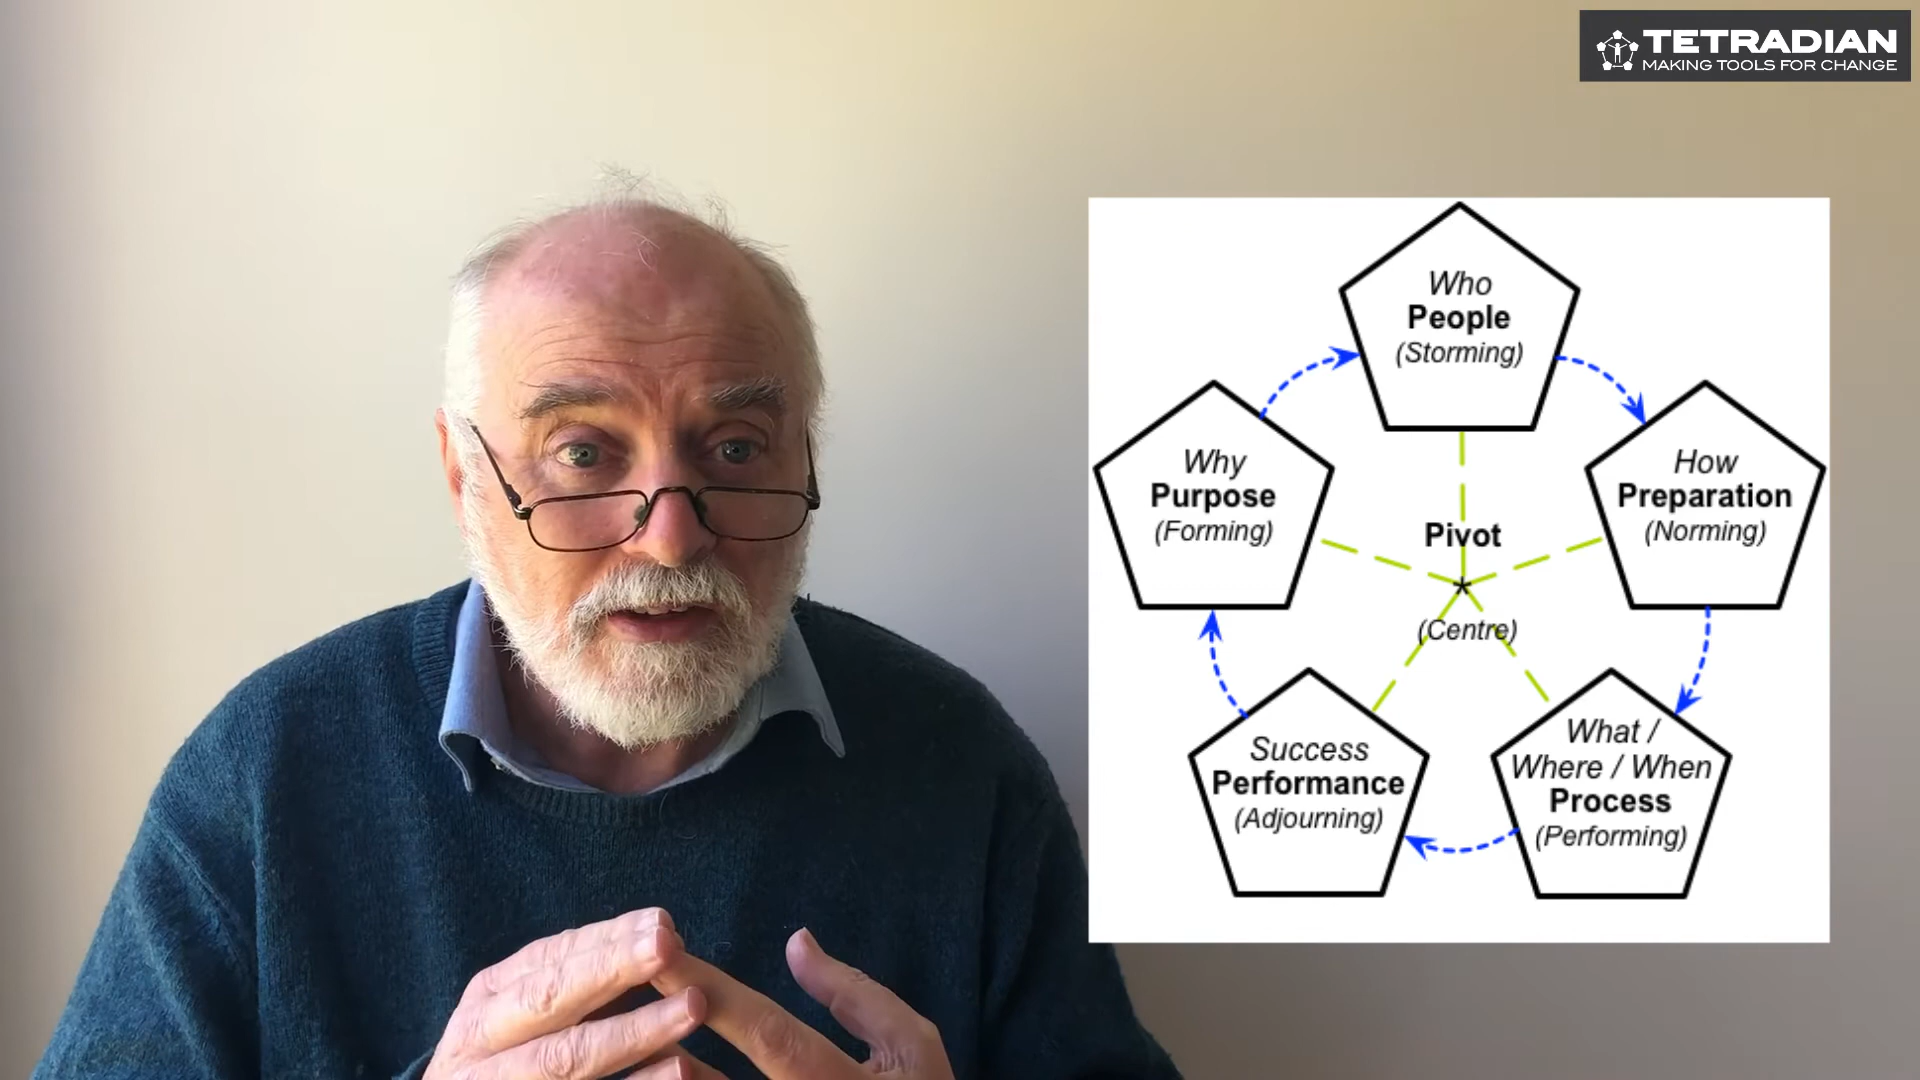 TETRADIAN
MAKING TOOLS FOR CHANGE
Who
People
(Storming)
Why
Purpose
(Forming)
How
Preparation
(Norming)
Pivot
*
(Centre)
Success
Performance
(Adjourning)
What /
Where / When
Process
(Performing)